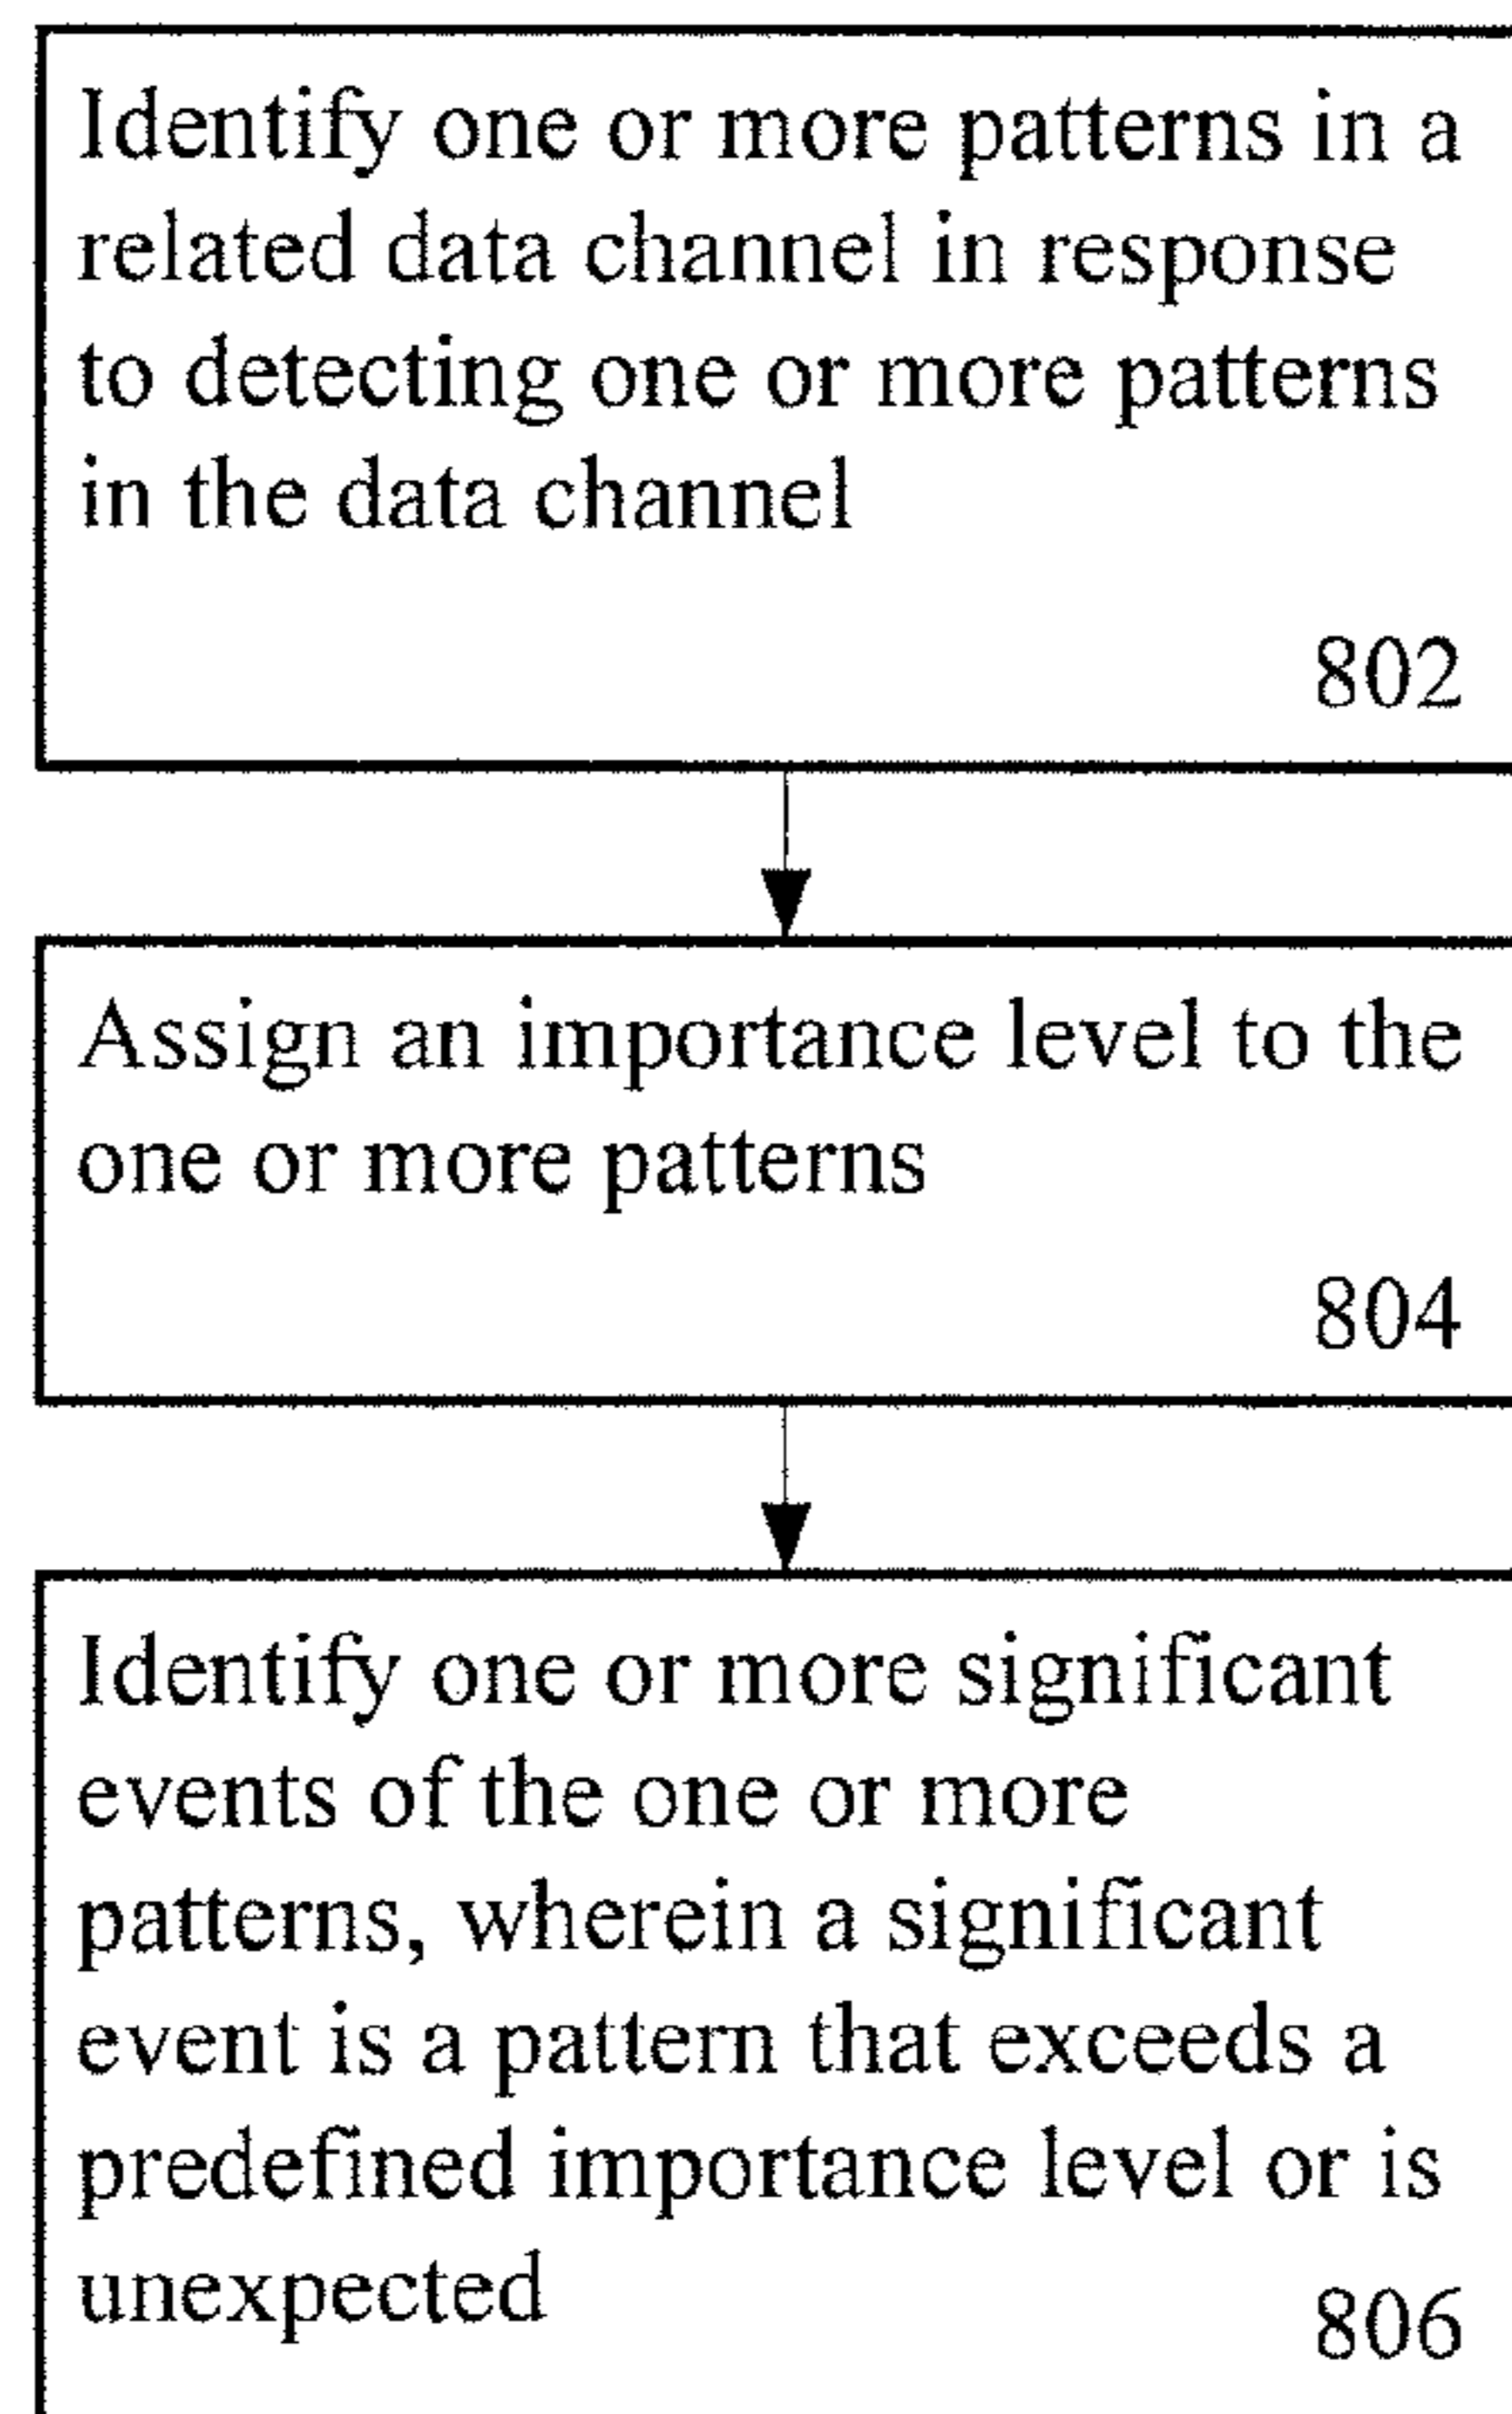 Identify one or more patterns in a
related data channel in response
to detecting one or more patterns
in the data channel
802
Assign an importance level to the
one or more patterns
804
Identify one or more significant
events of the one or more
patterns, wherein a significant
event is a pattern that exceeds a
predefined importance level or is
unexpected
806